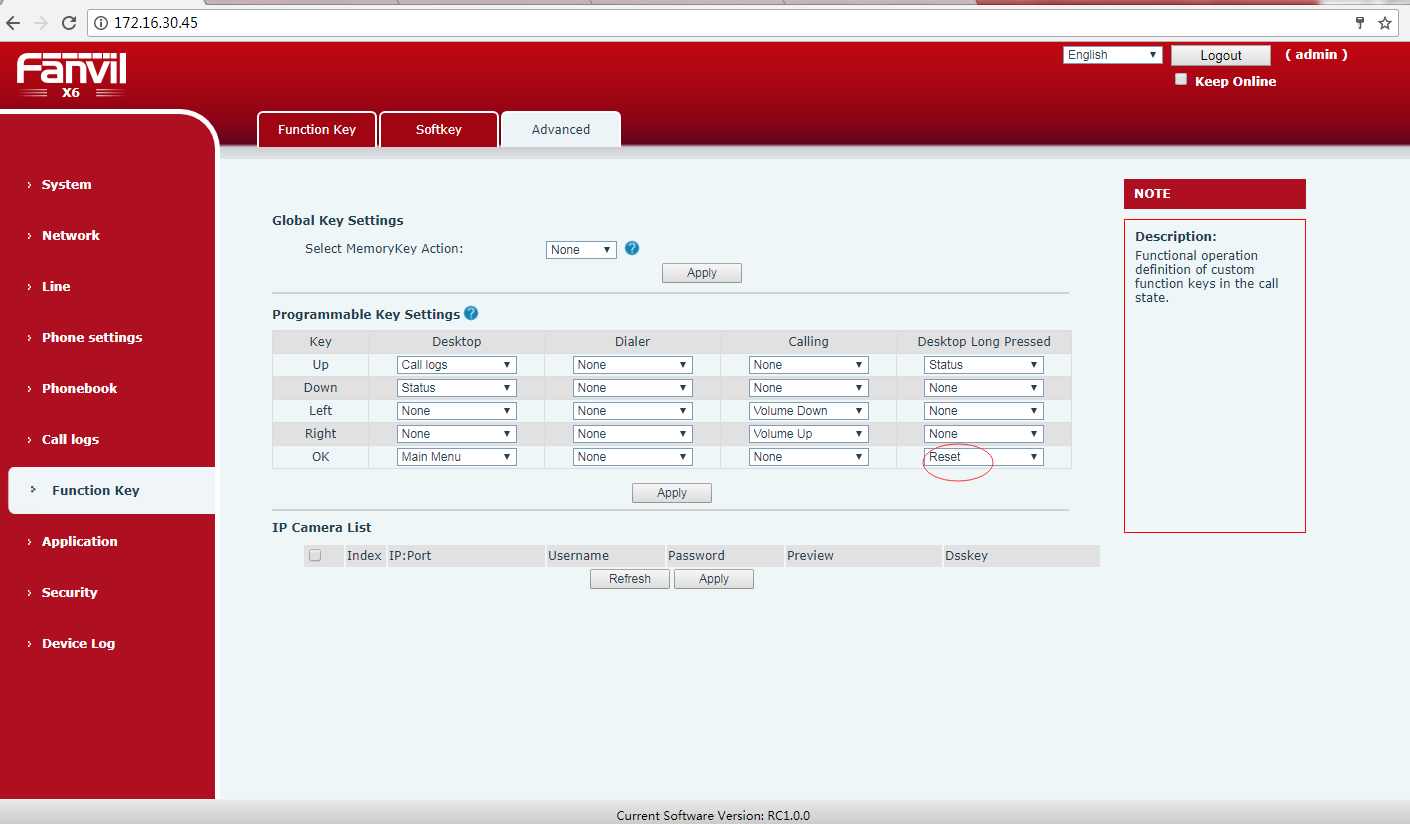 172.16.30.45
Fanvil
X6
English Logout ( admin )
Keep Online
Function Key Softkey Advanced
System
Network
Line
Phone settings
Phonebook
Call logs
Function Key
Application
Security
Device Log
Global Key Settings
Select MemoryKey Action: None ?
Apply
Programmable Key Settings ?
Key Desktop Dialer Calling Desktop Long Pressed
Up Call logs None None Status
Down Status None None None
Left None None Volume Down None
Right None None Volume Up None
OK Main Menu None None Reset
Apply
IP Camera List
Index IP:Port Username Password Preview Dsskey
Refresh Apply
NOTE
Description:
Functional operation
definition of custom
function keys in the call
state.
Current Software Version: RC1.0.0